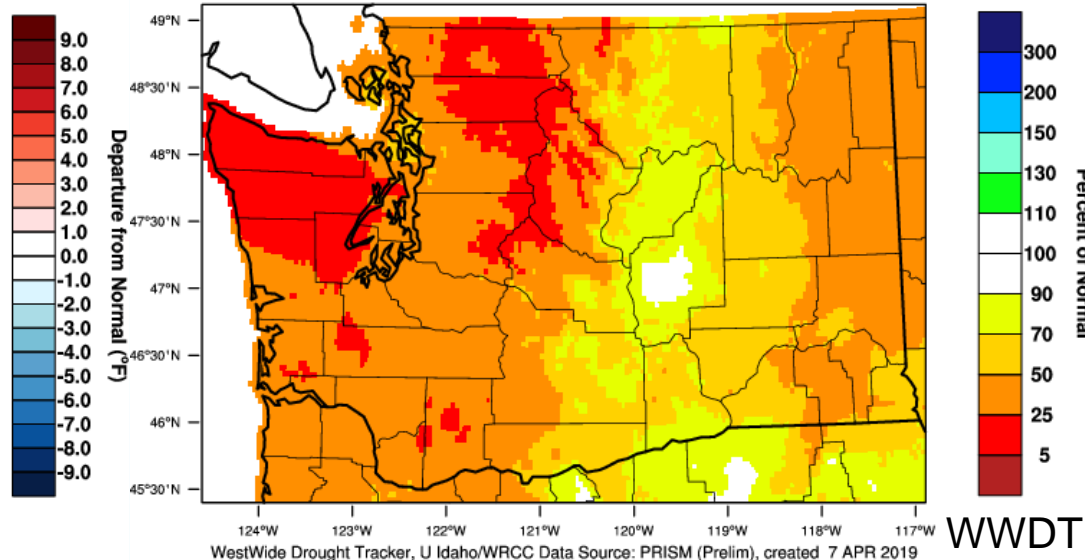 9.0
8.0
7.0
6.0
5.0
4.0
3.0
2.0
1.0
0.0
-1.0
-2.0
-3.0
-4.0
-5.0
-6.0
-7.0
-8.0
-9.0
Departure from Normal (°F)
49°N
48°30'N
48°N
47°30'N
47°N
46°30'N
46°N
45°30'N
124°W
123°W
122°W
121°W
120°W
119°W
118°W
117°W
300
200
150
130
110
100
90
70
50
25
5
Percent of Normal
WWDT
WestWide Drought Tracker, U Idaho/WRCC Data Source: PRISM (Prelim), created 7 APR 2019